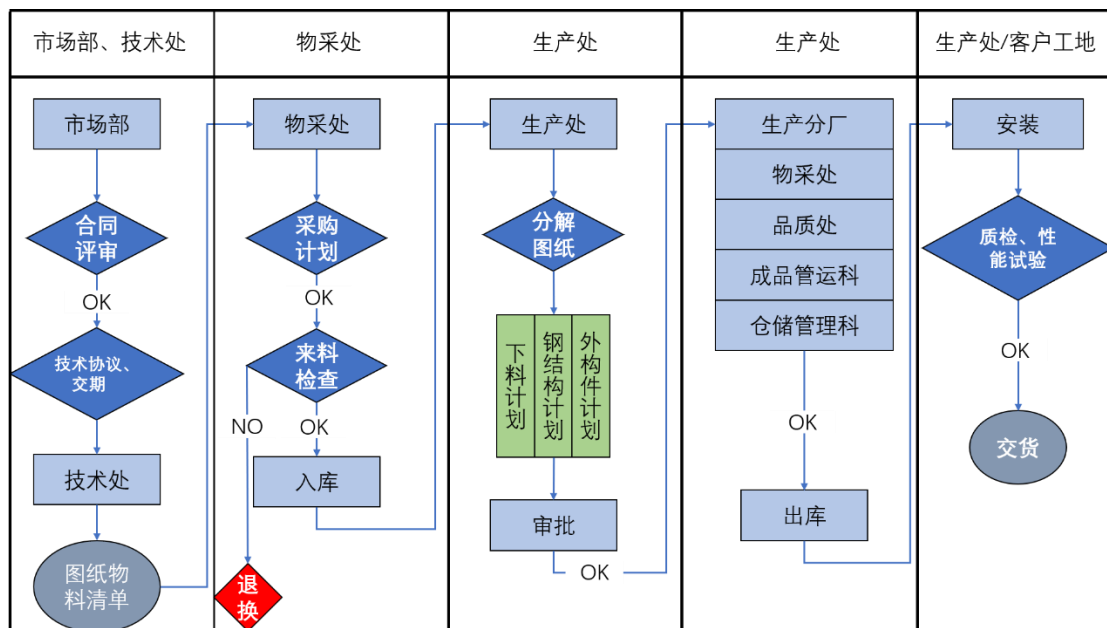 市场部、技术处
物采处
生产处
生产处
生产处/客户工地
市场部
合同
评审
OK
技术协议、
交期
技术处
图纸物
料清单
物采处
采购
计划
OK
来料
检查
NO
OK
入库
退
换
生产处
分解
图纸
下料计划
钢结构计划
外构件计划
审批
OK
生产分厂
物采处
品质处
成品管运科
仓储管理科
OK
出库
安装
质检、性
能试验
OK
交货